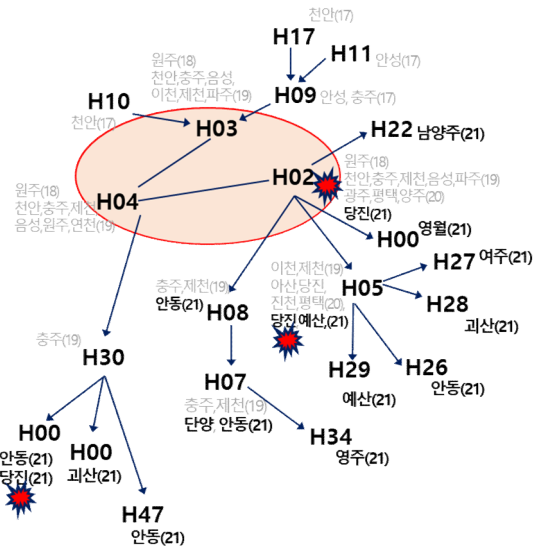 천안(17)
H17
H11 안성(17)
원주(18)
천안,충주,음성,
이천,제천,파주(19)
H09 안성, 충주(17)
H10
천안(17)
H03
H22 남양주(21)
H02
원주(18)
천안,충주,제천,음성,파주(19)
광주,평택,양주(20)
당진(21)
원주(18)
천안,충주,제천
음성,원주,연천(19)
H04
영월(21)
H00
H27 여주(21)
이천,제천(19)
아산,당진,
진천,평택(20),
당진,예산,(21)
H05
H28
괴산(21)
충주,제천(19)
안동(21)
H08
충주(19)
H30
H07
충주,제천(19)
단양, 안동(21)
H29
예산(21)
H26
안동(21)
H34
영주(21)
H00
안동(21)
당진(21)
H00
괴산(21)
H47
안동(21)